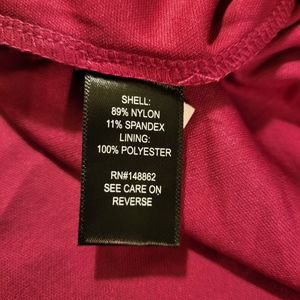 SHELL:
89% NYLON
11% SPANDEX
LINING:
100% POLYESTER
RN#148862
SEE CARE ON
REVERSE